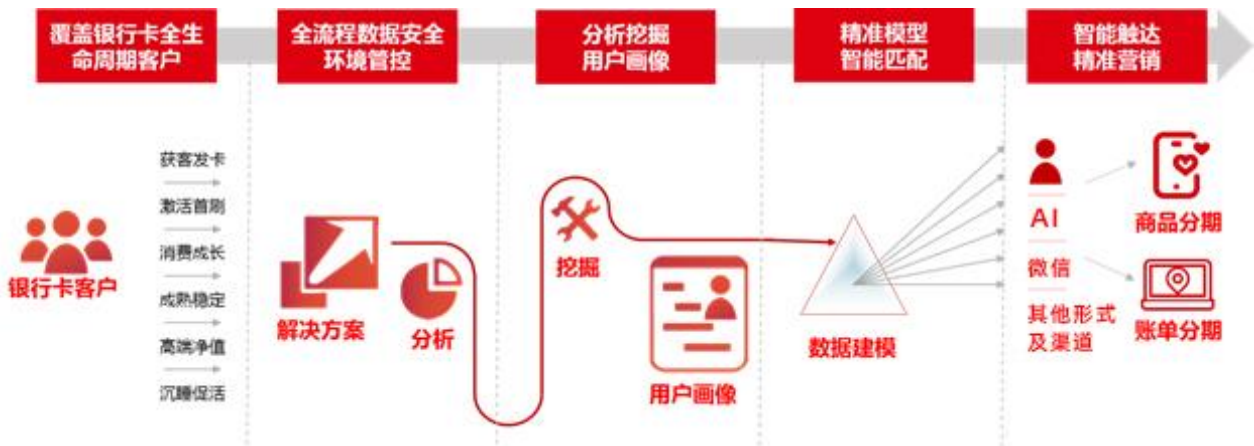 覆盖银行卡全生
命周期客户
全流程数据安全
环境管控
分析挖掘
用户画像
精准模型
智能匹配
智能触达
精准营销
银行卡客户
获客发卡
激活首刷
消费成长
成熟稳定
高端净值
沉睡促活
解决方案
分析
挖掘
用户画像
数据建模
AI
微信
其他形式
及渠道
商品分期
账单分期